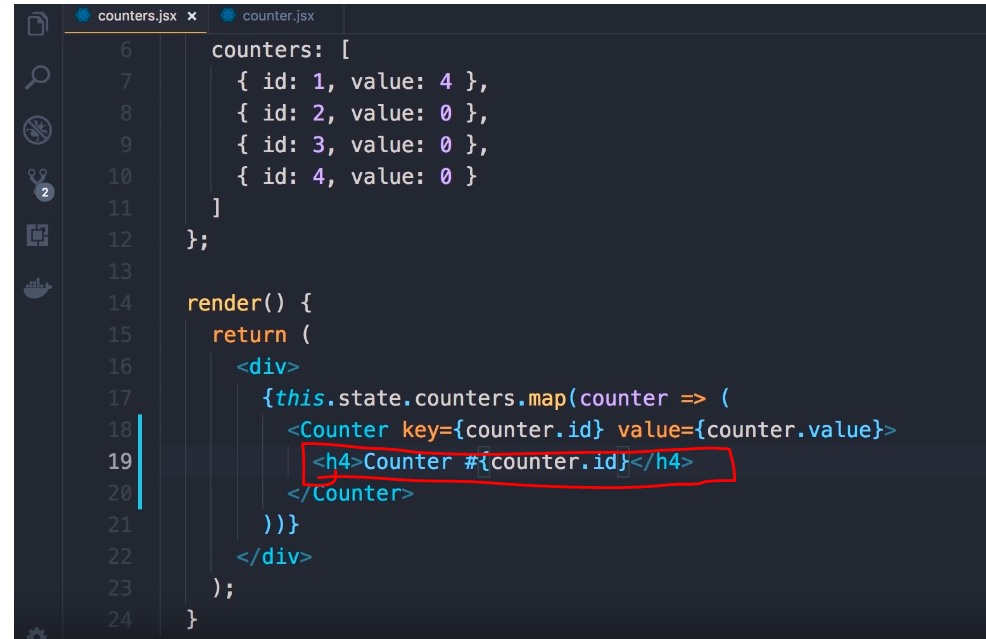 counters.jsx × counter.jsx
6 counters: [
7 { id: 1, value: 4 },
8 { id: 2, value: 0 },
9 { id: 3, value: 0 },
10 { id: 4, value: 0 }
11 ]
12 };
13
14 render() {
15 return (
16 <div>
17 {this.state.counters.map(counter => (
18 <Counter key={counter.id} value={counter.value}>
19 <h4>Counter #{counter.id}</h4>
20 </Counter>
21 ))}
22 </div>
23 );
24 }
2